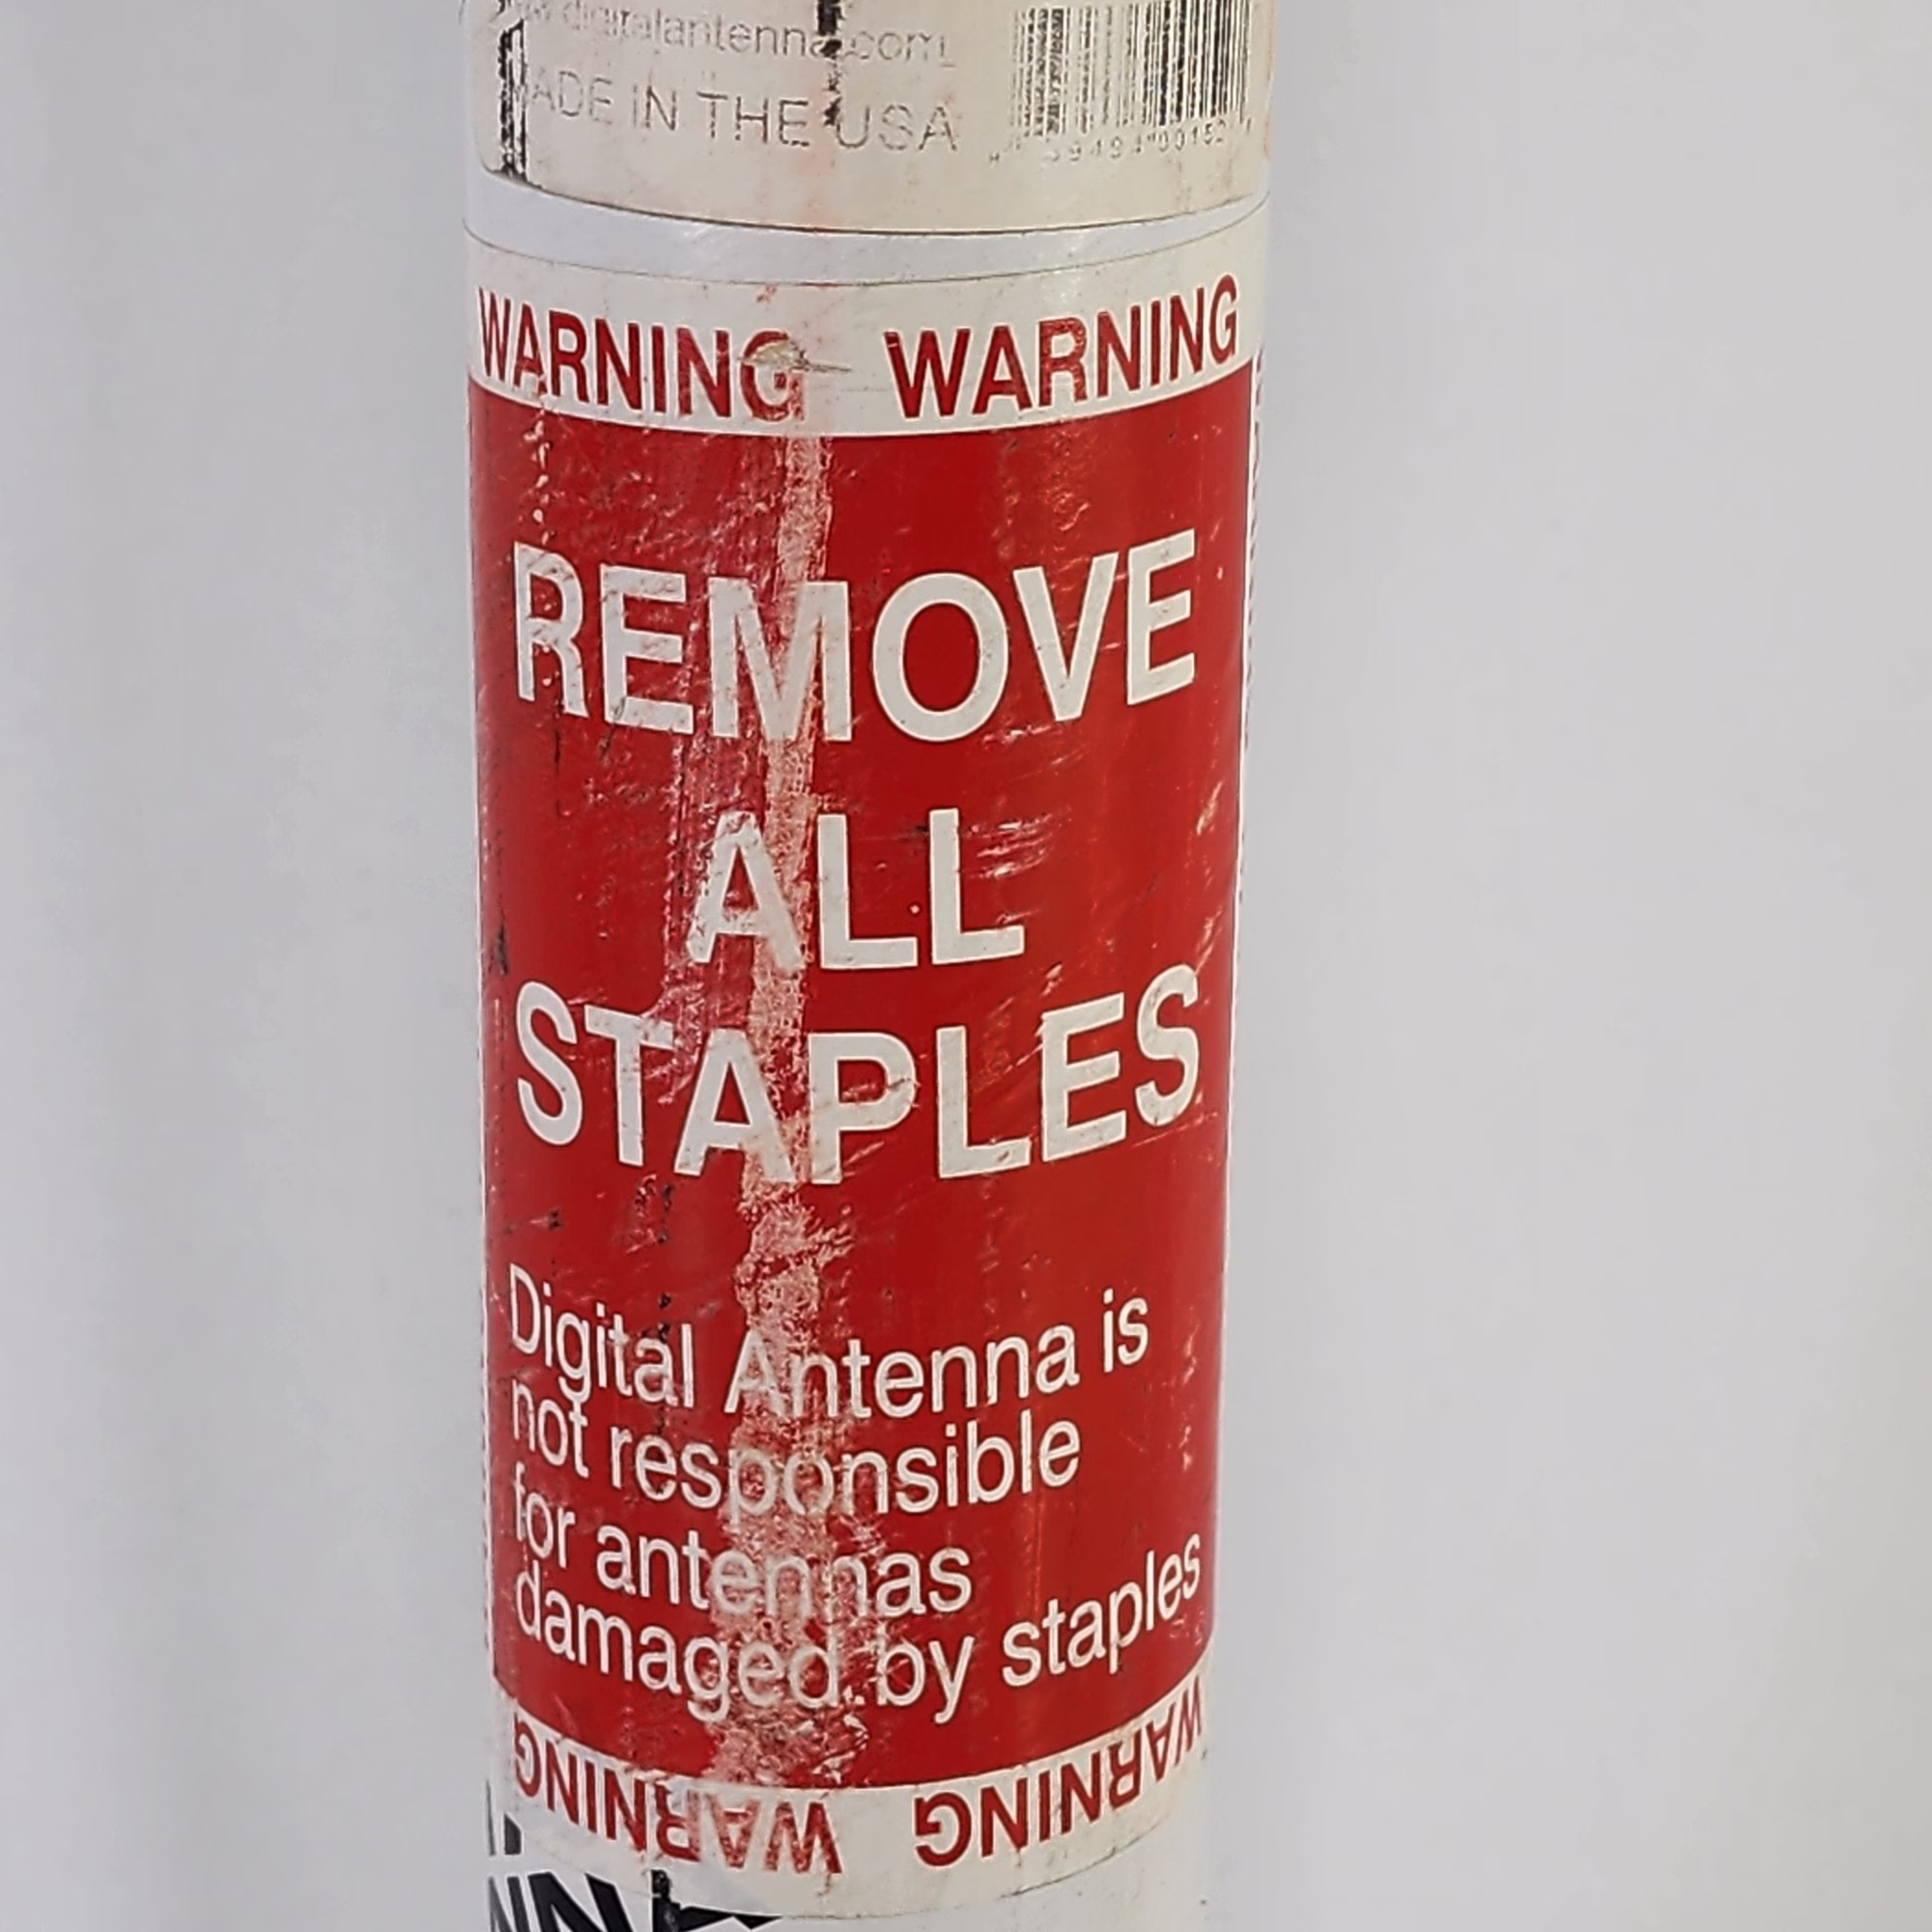 digitalantenna.com
MADE IN THE USA
WARNING WARNING
REMOVE
ALL
STAPLES
Digital Antenna is
not responsible
for antennas
damaged by staples
WARNING WARNING